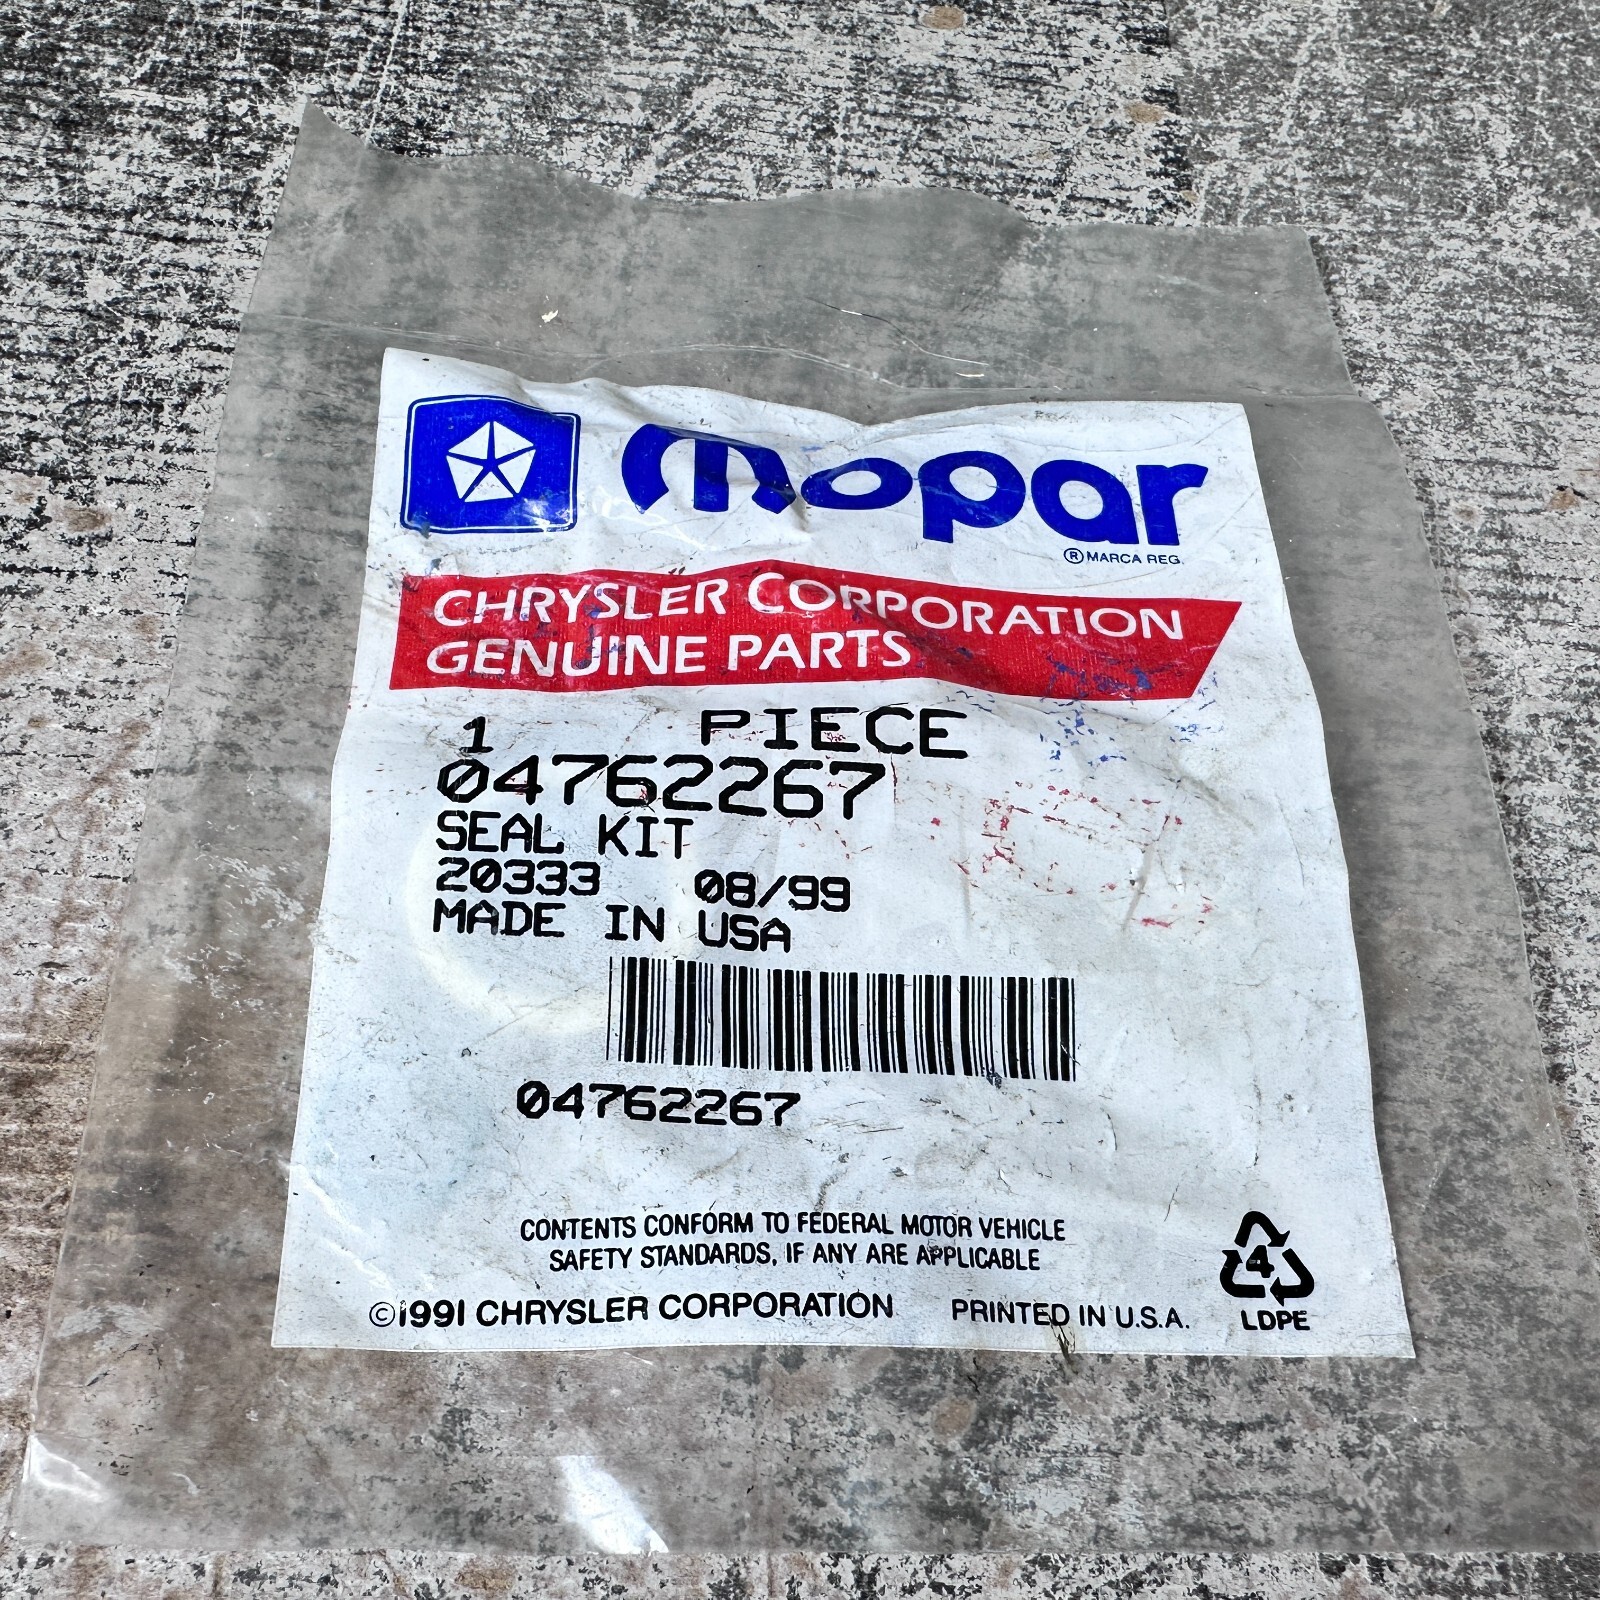 mopar
® MARCA REG.
CHRYSLER CORPORATION
GENUINE PARTS
1 PIECE
04762267
SEAL KIT
20333 08/99
MADE IN USA
04762267
CONTENTS CONFORM TO FEDERAL MOTOR VEHICLE
SAFETY STANDARDS, IF ANY ARE APPLICABLE
4
©1991 CHRYSLER CORPORATION PRINTED IN U.S.A. LDPE